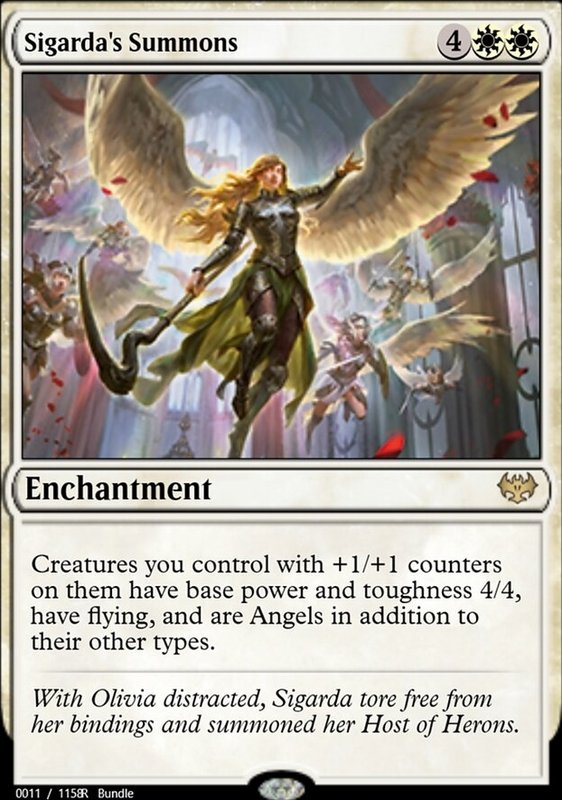 Sigarda's Summons 4
Enchantment
Creatures you control with +1/+1 counters
on them have base power and toughness 4/4,
have flying, and are Angels in addition to
their other types.
With Olivia distracted, Sigarda tore free from
her bindings and summoned her Host of Herons.
0011 / 1158R Bundle